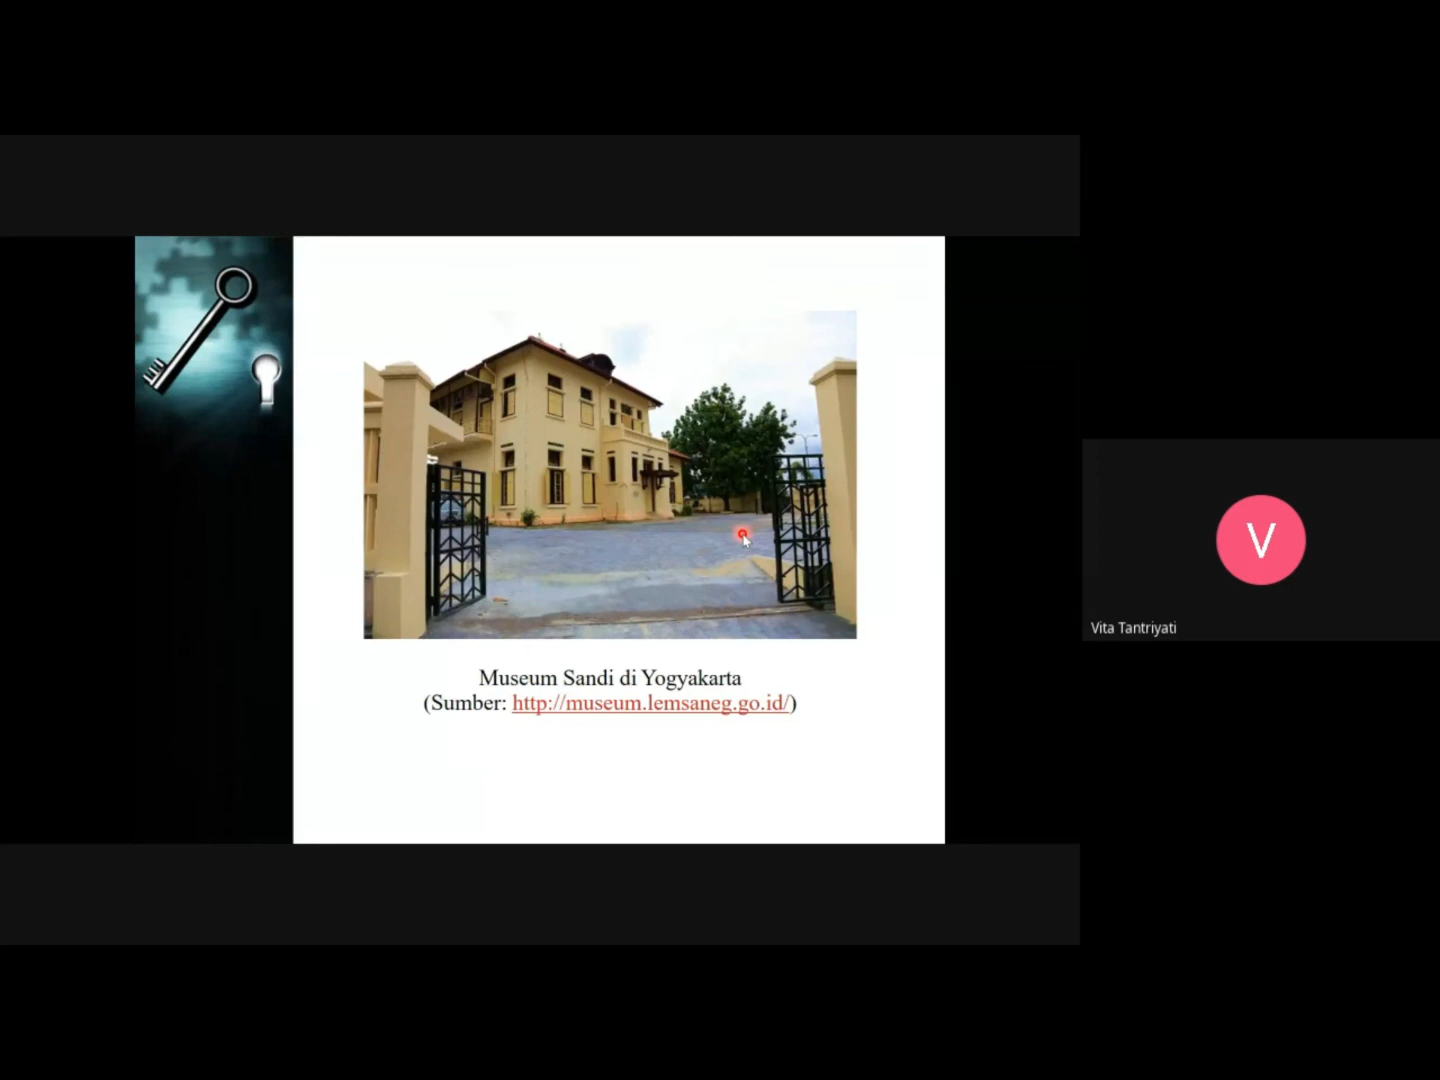 Museum Sandi di Yogyakarta
(Sumber: http://museum.lemsaneg.go.id/)
V
Vita Tantriyati